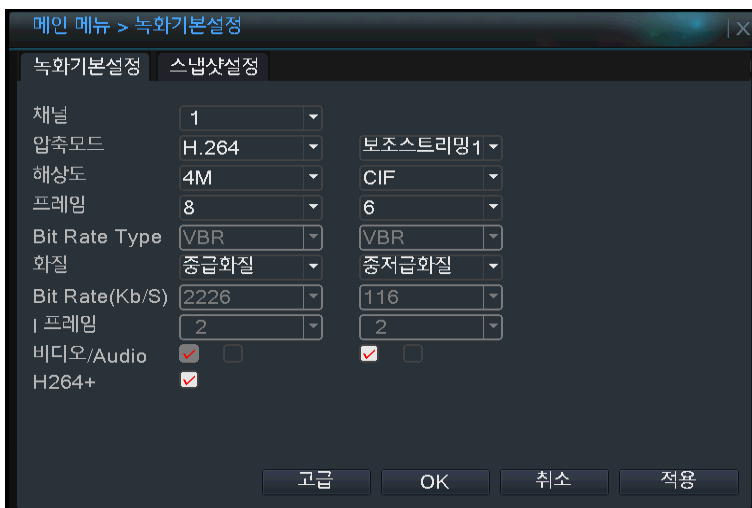 메인 메뉴 > 녹화기본설정 | X
녹화기본설정 스냅샷설정
채널 1
압축모드 H.264 보조스트리밍1
해상도 4M CIF
프레임 8 6
Bit Rate Type VBR VBR
화질 중급화질 중저급화질
Bit Rate(Kb/S) 2226 116
I 프레임 2 2
비디오/Audio
H264+
고급 OK 취소 적용